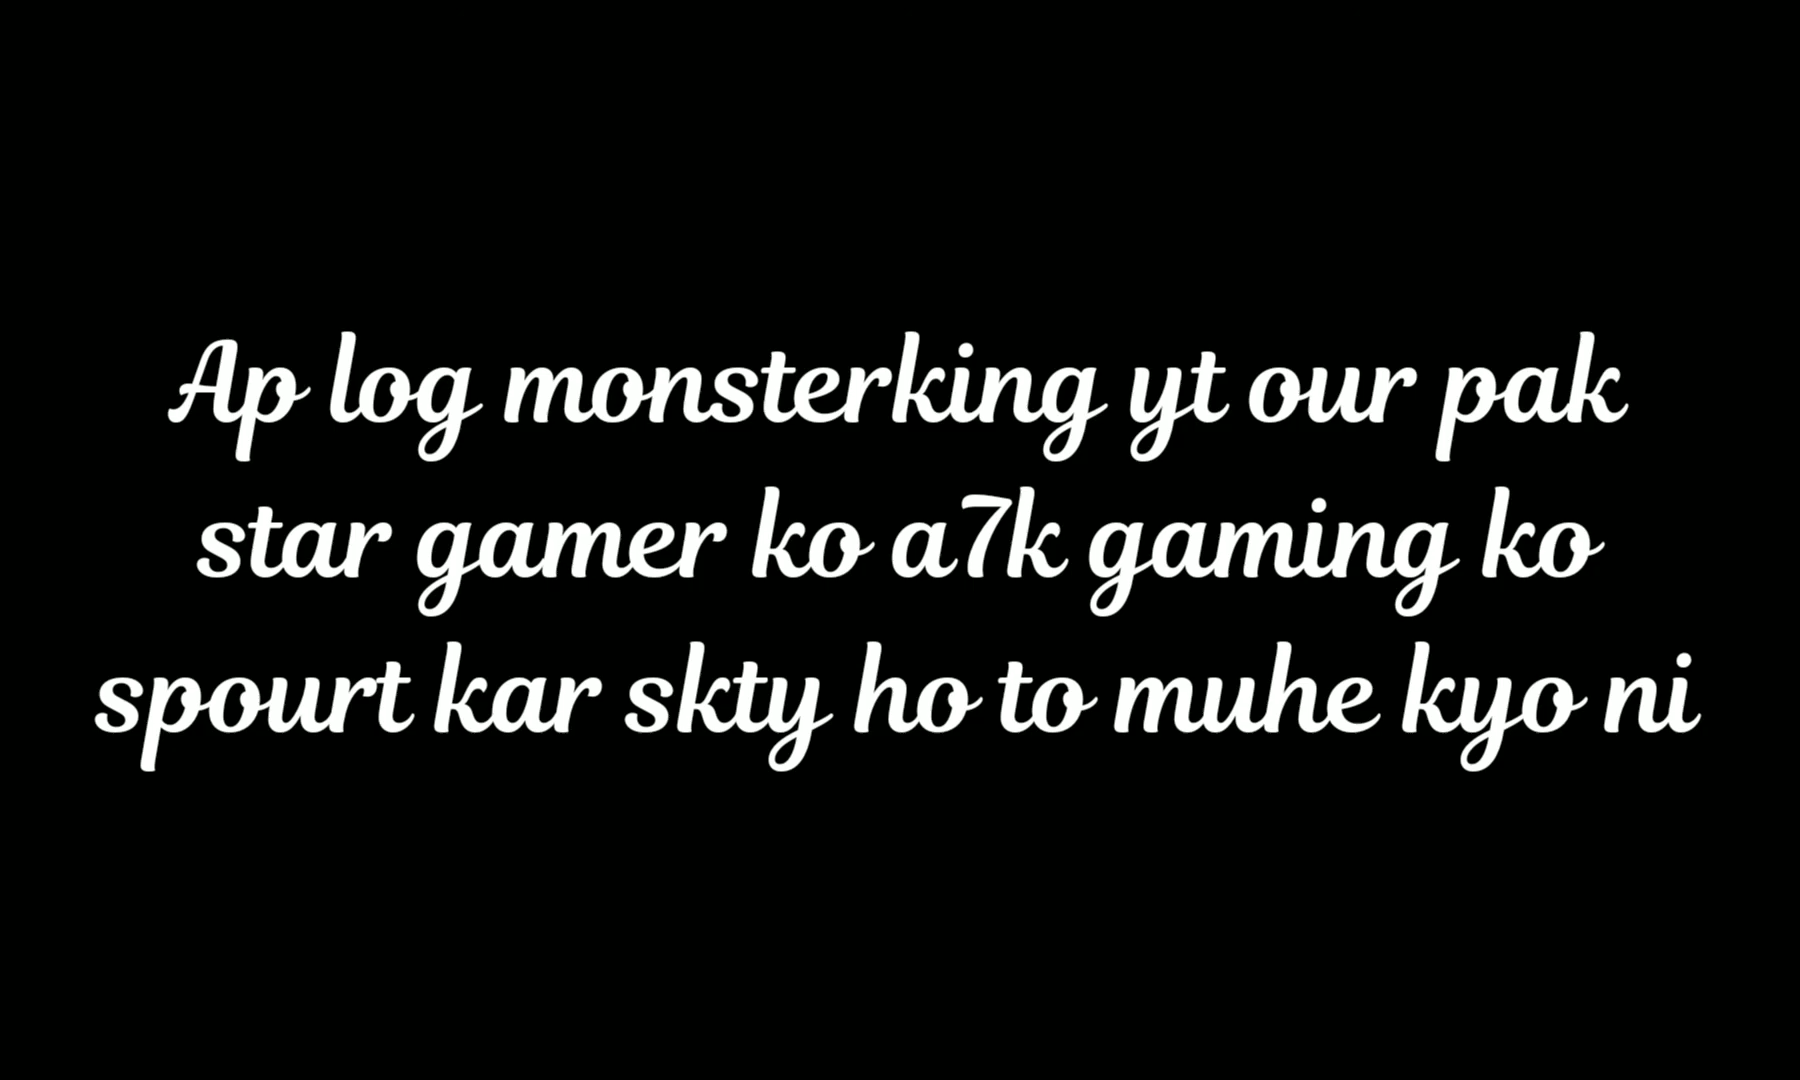 Ap log monsterking yt our pak
star gamer ko a7k gaming ko
spourt kar skty ho to muhe kyo ni